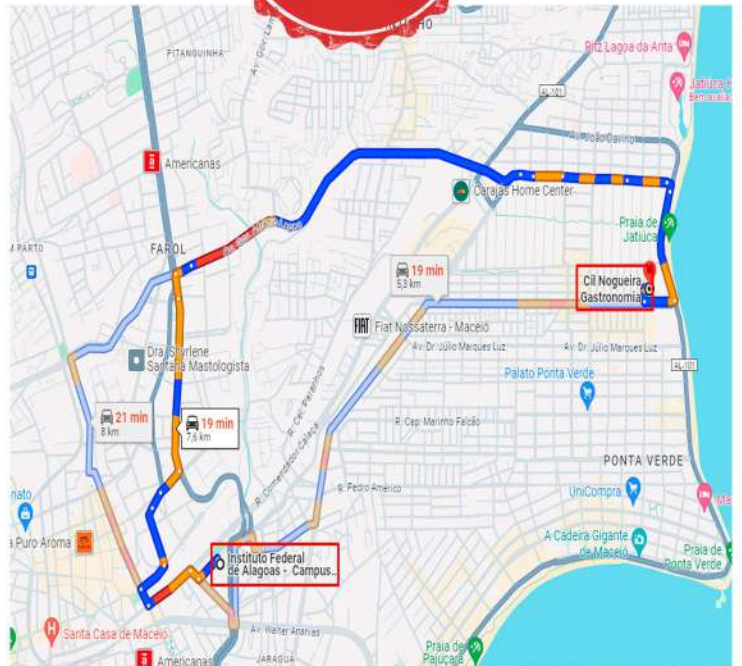 PITANGUINHA
Av. Gov. Lam
Ritz Lagoa da Anta
Jatiúca H
AL-101
Av. João Davino
Americanas
Carajás Home Center
FAROL
Praia de
Jatiúca
19 min
5,3 km
Cil Nogueira
Gastronomia
FIAT
Fiat Nossaterra - Maceió
Av. Dr. Júlio Marques Luz
Av. Dr. Júlio Marques Luz
AL-101
Santana Mastologista
Palato Ponta Verde
R. Cel. Paranhos
21 min
8 km
19 min
7,6 km
R. Cap. Marinho Falcão
R. Comendador Calaça
PONTA VERDE
R. Pedro Américo
UniCompra
a Puro Aroma
A Cadeira Gigante
de Maceió
Praia de
Ponta Verde
Instituto Federal
de Alagoas - Campus...
Santa Casa de Maceió
Av. Walter Ananias
Americanas
JARAGUÁ
Praia de
Pajuçara